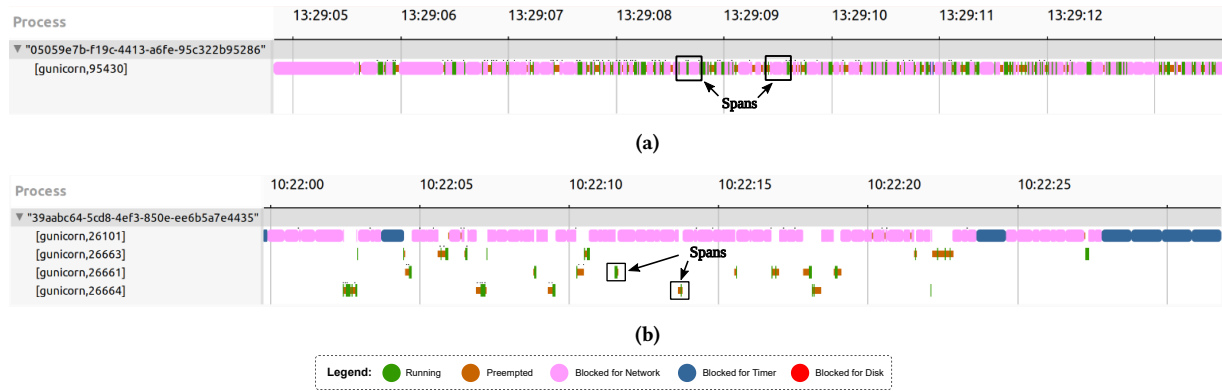 Process 13:29:05 13:29:06 13:29:07 13:29:08 13:29:09 13:29:10 13:29:11 13:29:12
"05059e7b-f19c-4413-a6fe-95c322b95286"
[gunicorn,95430]
Spans
(a)
Process 10:22:00 10:22:05 10:22:10 10:22:15 10:22:20 10:22:25
"39aabc64-5cd8-4ef3-850e-ee6b5a7e4435"
[gunicorn,26101]
[gunicorn,26663] Spans
[gunicorn,26661]
[gunicorn,26664]
(b)
Legend: Running Preempted Blocked for Network Blocked for Timer Blocked for Disk